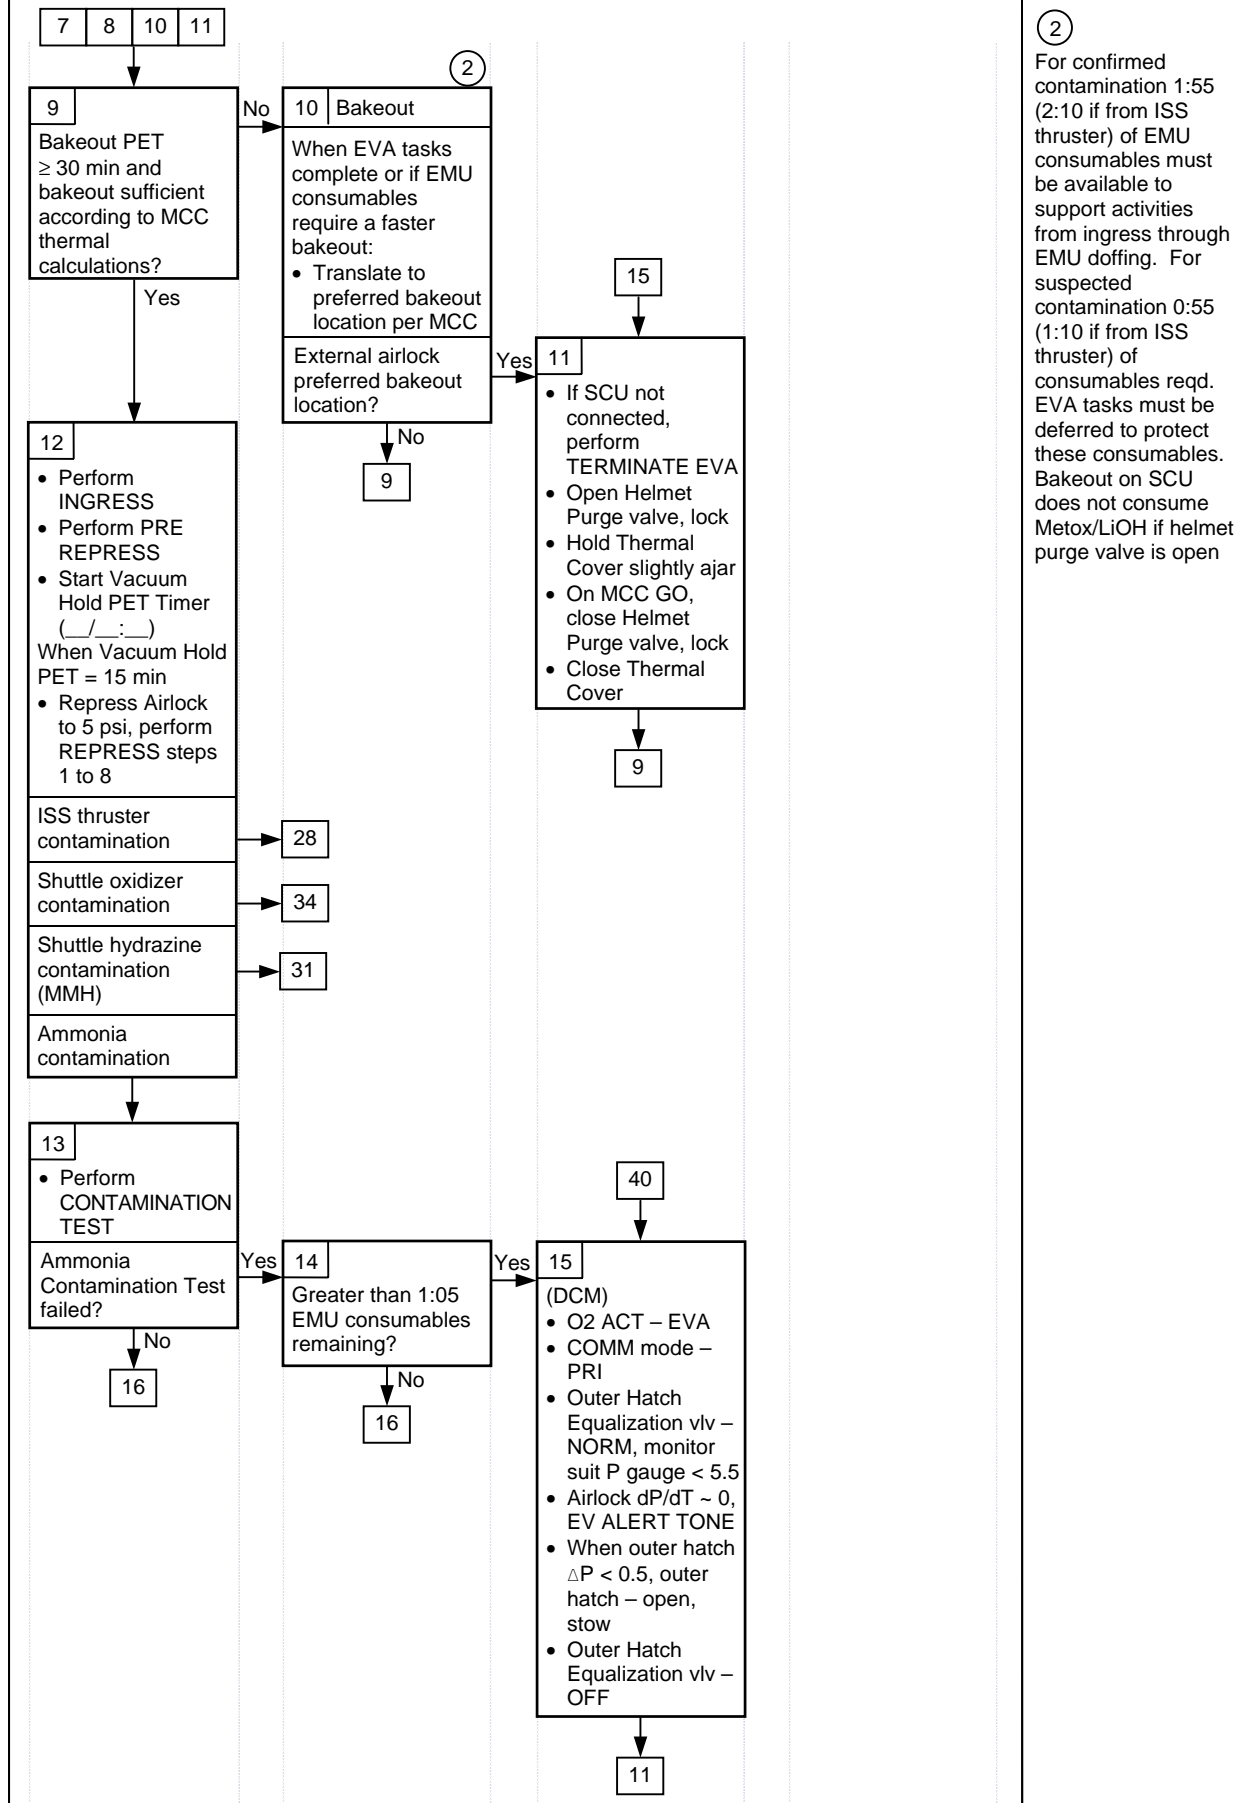 7 8 10 11
9
Bakeout PET
≥ 30 min and
bakeout sufficient
according to MCC
thermal
calculations?
No
Yes
2
10 Bakeout
When EVA tasks
complete or if EMU
consumables
require a faster
bakeout:
• Translate to
preferred bakeout
location per MCC
External airlock
preferred bakeout
location?
Yes
No
9
15
11
• If SCU not
connected,
perform
TERMINATE EVA
• Open Helmet
Purge valve, lock
• Hold Thermal
Cover slightly ajar
• On MCC GO,
close Helmet
Purge valve, lock
• Close Thermal
Cover
9
12
• Perform
INGRESS
• Perform PRE
REPRESS
• Start Vacuum
Hold PET Timer
(__/__:__)
When Vacuum Hold
PET = 15 min
• Repress Airlock
to 5 psi, perform
REPRESS steps
1 to 8
ISS thruster
contamination
28
Shuttle oxidizer
contamination
34
Shuttle hydrazine
contamination
(MMH)
31
Ammonia
contamination
13
• Perform
CONTAMINATION
TEST
Ammonia
Contamination Test
failed?
Yes
No
16
14
Greater than 1:05
EMU consumables
remaining?
Yes
No
16
40
15
(DCM)
• O2 ACT – EVA
• COMM mode –
PRI
• Outer Hatch
Equalization vlv –
NORM, monitor
suit P gauge < 5.5
• Airlock dP/dT ~ 0,
EV ALERT TONE
• When outer hatch
ΔP < 0.5, outer
hatch – open,
stow
• Outer Hatch
Equalization vlv –
OFF
11
2
For confirmed
contamination 1:55
(2:10 if from ISS
thruster) of EMU
consumables must
be available to
support activities
from ingress through
EMU doffing.  For
suspected
contamination 0:55
(1:10 if from ISS
thruster) of
consumables reqd.
EVA tasks must be
deferred to protect
these consumables.
Bakeout on SCU
does not consume
Metox/LiOH if helmet
purge valve is open